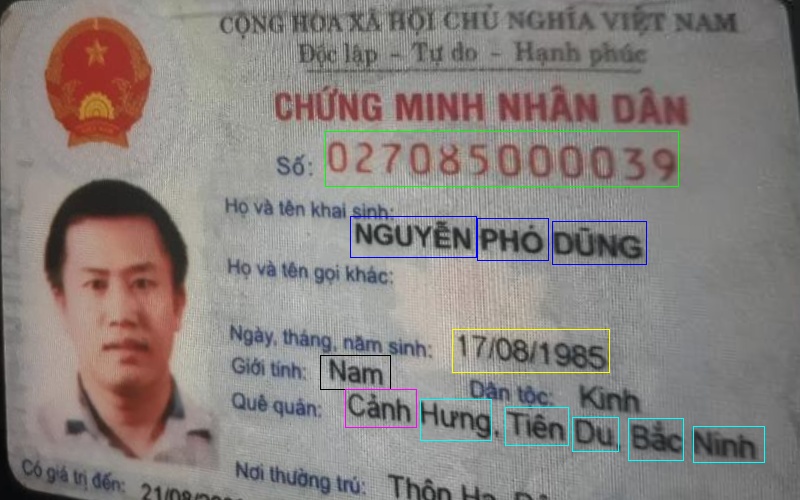 CỘNG HÒA XÃ HỘI CHỦ NGHĨA VIỆT NAM
Độc lập - Tự do - Hạnh phúc
CHỨNG MINH NHÂN DÂN
Số: 027085000039
Họ và tên khai sinh:
NGUYỄN PHÓ DŨNG
Họ và tên gọi khác:
Ngày, tháng, năm sinh: 17/08/1985
Giới tính: Nam Dân tộc: Kinh
Quê quán: Cảnh Hưng, Tiên Du, Bắc Ninh
Nơi thường trú: Thôn
Có giá trị đến:
21/08/